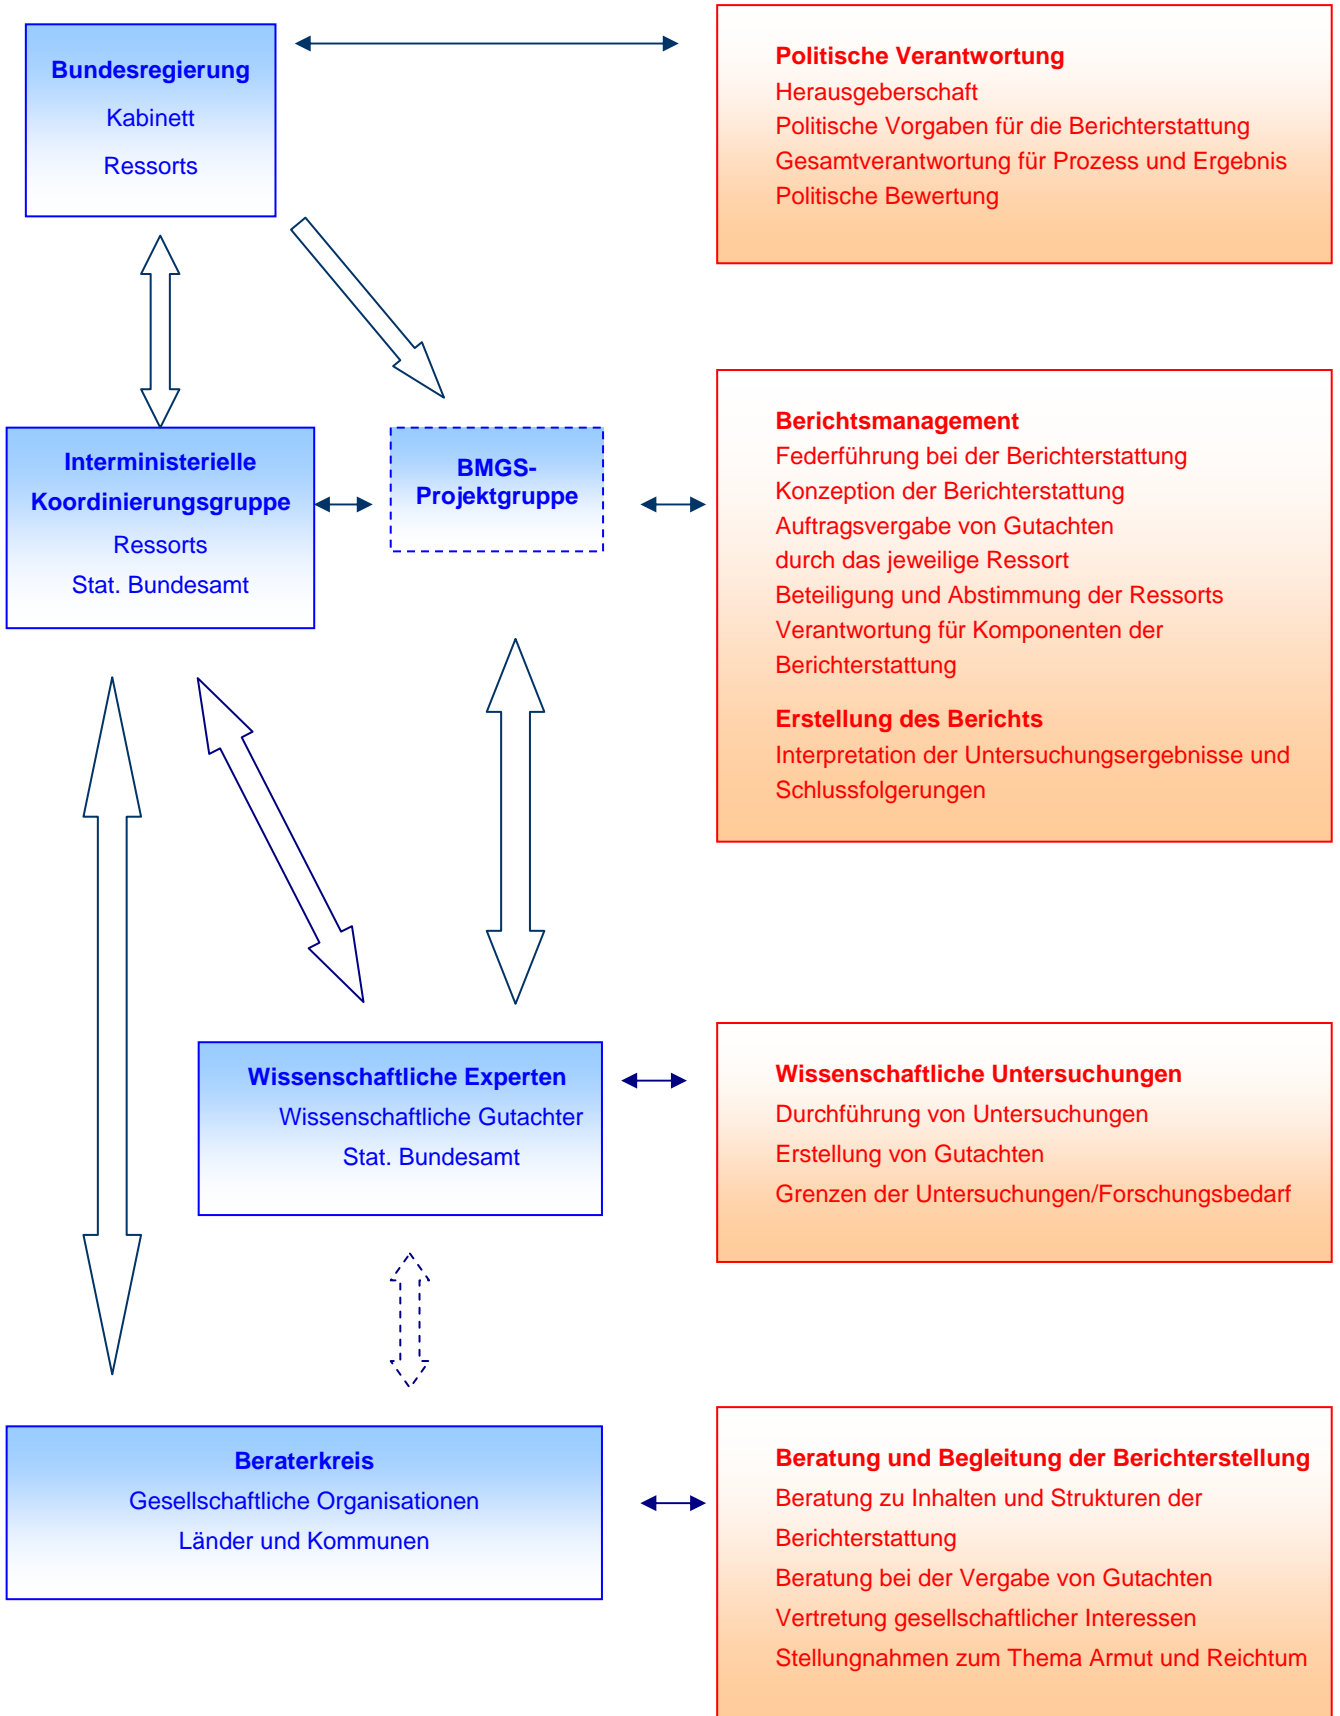 Bundesregierung
Kabinett
Ressorts
Politische Verantwortung
Herausgeberschaft
Politische Vorgaben für die Berichterstattung
Gesamtverantwortung für Prozess und Ergebnis
Politische Bewertung
Interministerielle
Koordinierungsgruppe
Ressorts
Stat. Bundesamt
BMGS-
Projektgruppe
Berichtsmanagement
Federführung bei der Berichterstattung
Konzeption der Berichterstattung
Auftragsvergabe von Gutachten
durch das jeweilige Ressort
Beteiligung und Abstimmung der Ressorts
Verantwortung für Komponenten der
Berichterstattung
Erstellung des Berichts
Interpretation der Untersuchungsergebnisse und
Schlussfolgerungen
Wissenschaftliche Experten
Wissenschaftliche Gutachter
Stat. Bundesamt
Wissenschaftliche Untersuchungen
Durchführung von Untersuchungen
Erstellung von Gutachten
Grenzen der Untersuchungen/Forschungsbedarf
Beraterkreis
Gesellschaftliche Organisationen
Länder und Kommunen
Beratung und Begleitung der Berichterstellung
Beratung zu Inhalten und Strukturen der
Berichterstattung
Beratung bei der Vergabe von Gutachten
Vertretung gesellschaftlicher Interessen
Stellungnahmen zum Thema Armut und Reichtum